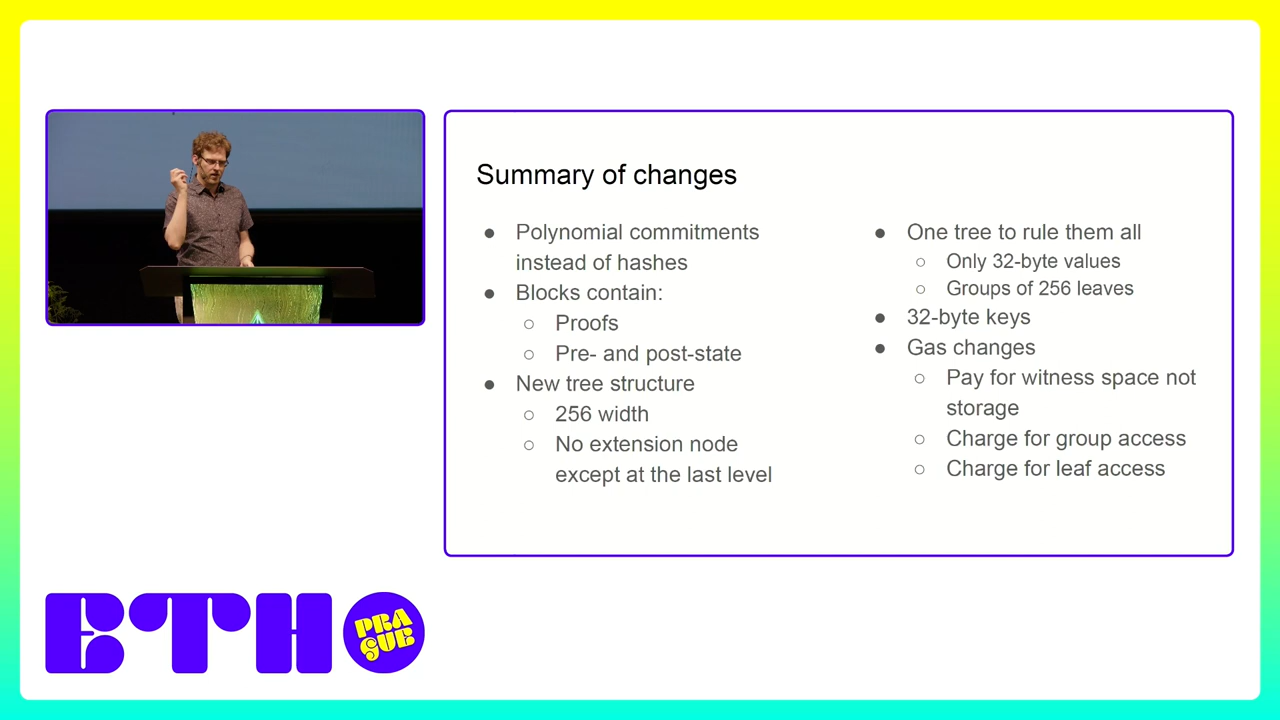 Summary of changes
● Polynomial commitments
instead of hashes
● Blocks contain:
○ Proofs
○ Pre- and post-state
● New tree structure
○ 256 width
○ No extension node
except at the last level
● One tree to rule them all
○ Only 32-byte values
○ Groups of 256 leaves
● 32-byte keys
● Gas changes
○ Pay for witness space not
storage
○ Charge for group access
○ Charge for leaf access
ETH
PRA
GUE